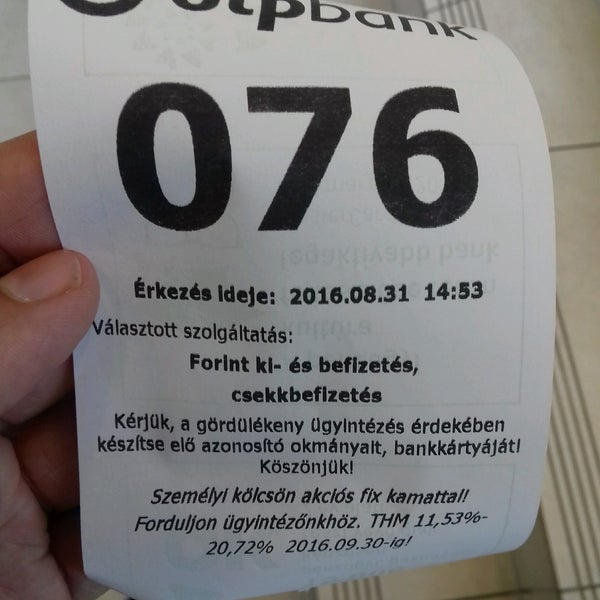 otpbank
076
Érkezés ideje: 2016.08.31 14:53
Választott szolgáltatás:
Forint ki- és befizetés,
csekkbefizetés
Kérjük, a gördülékeny ügyintézés érdekében
készítse elő azonosító okmányait, bankkártyáját!
Köszönjük!
Személyi kölcsön akciós fix kamattal!
Forduljon ügyintézőnkhöz. THM 11,53%-
20,72% 2016.09.30-ig!